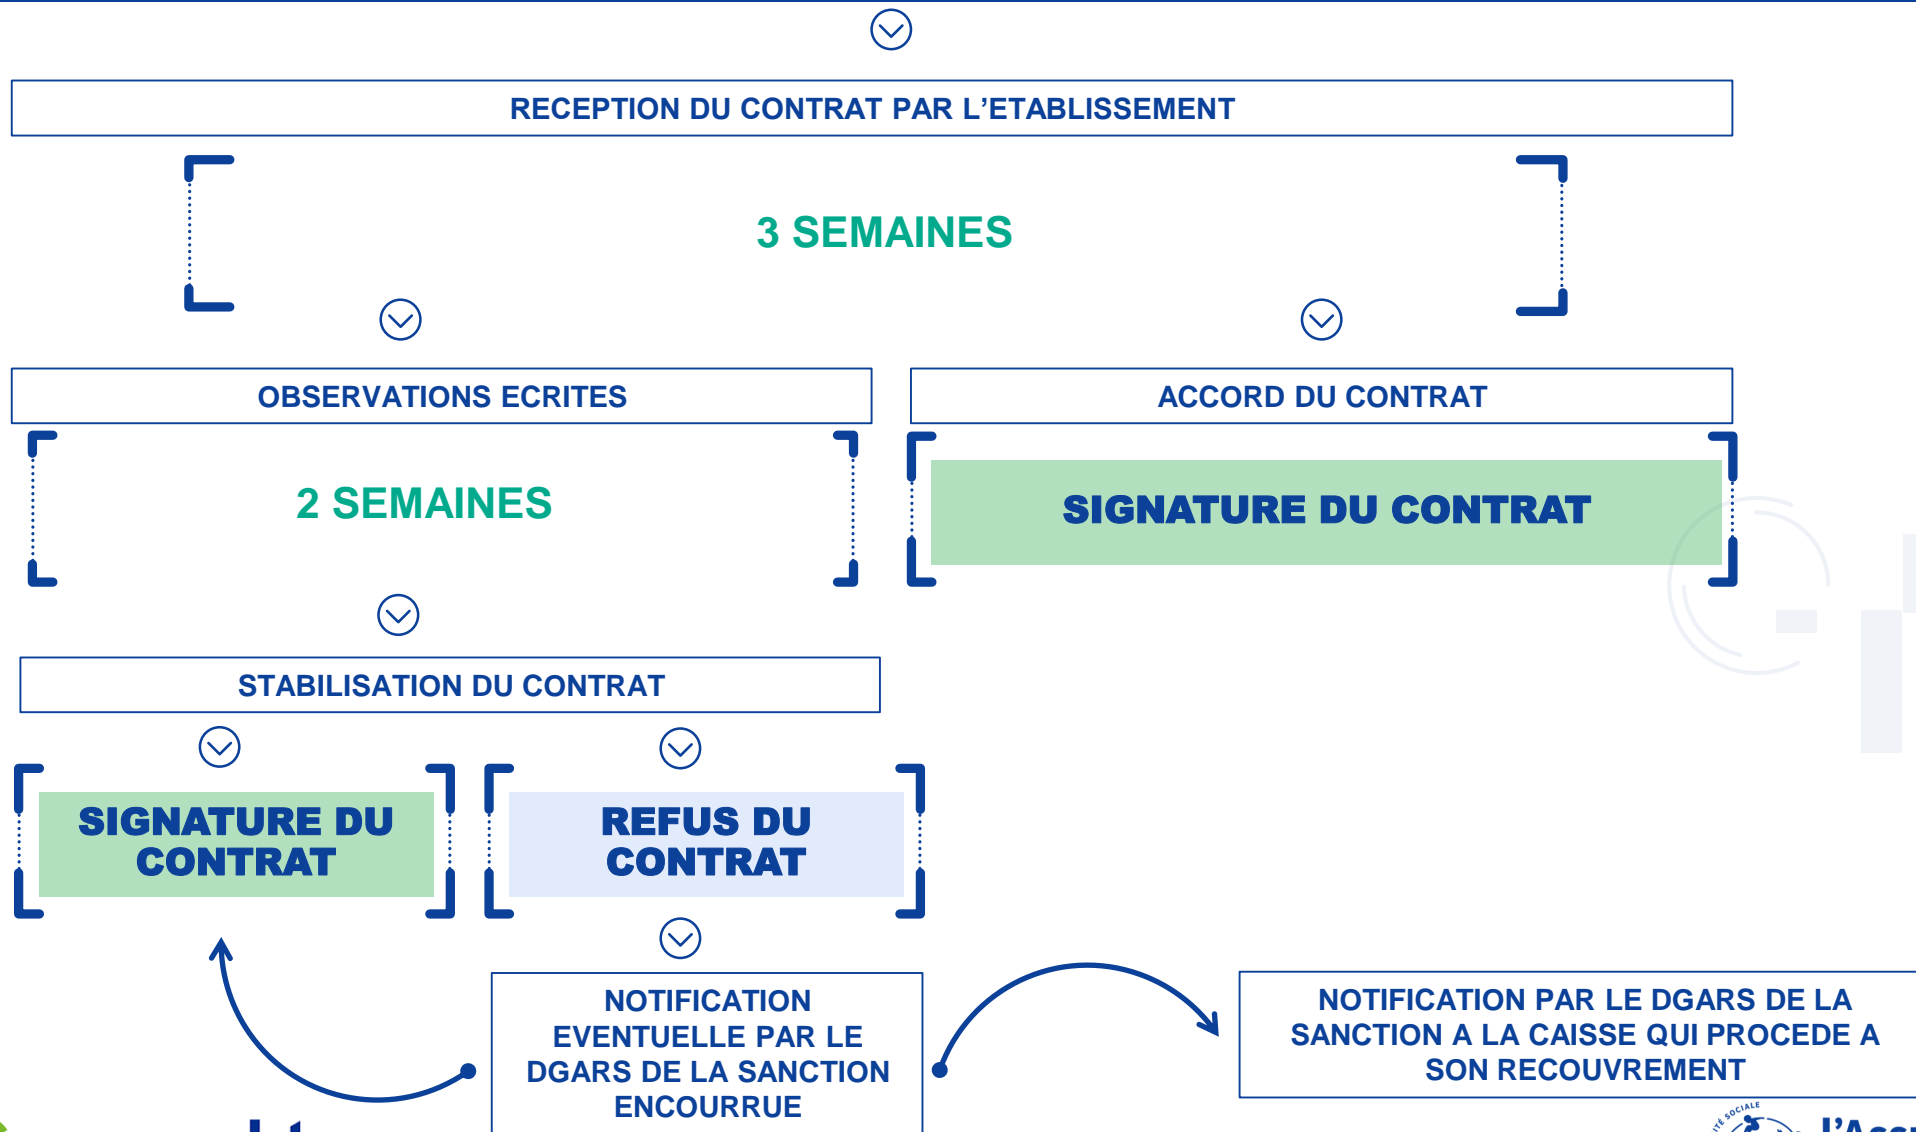 RECEPTION DU CONTRAT PAR L’ETABLISSEMENT
3 SEMAINES
OBSERVATIONS ECRITES
ACCORD DU CONTRAT
2 SEMAINES
SIGNATURE DU CONTRAT
STABILISATION DU CONTRAT
SIGNATURE DU
CONTRAT
REFUS DU
CONTRAT
NOTIFICATION
EVENTUELLE PAR LE
DGARS DE LA SANCTION
ENCOURRUE
NOTIFICATION PAR LE DGARS DE LA
SANCTION A LA CAISSE QUI PROCEDE A
SON RECOUVREMENT
SOCIALE